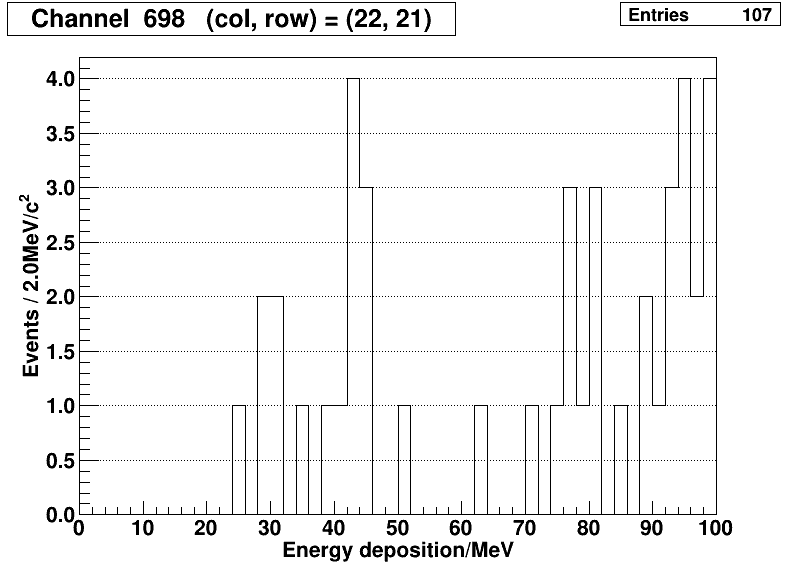 Channel 698 (col, row) = (22, 21)
Entries 107
Events / 2.0MeV/c²
4.0
3.5
3.0
2.5
2.0
1.5
1.0
0.5
0.0
0 10 20 30 40 50 60 70 80 90 100
Energy deposition/MeV